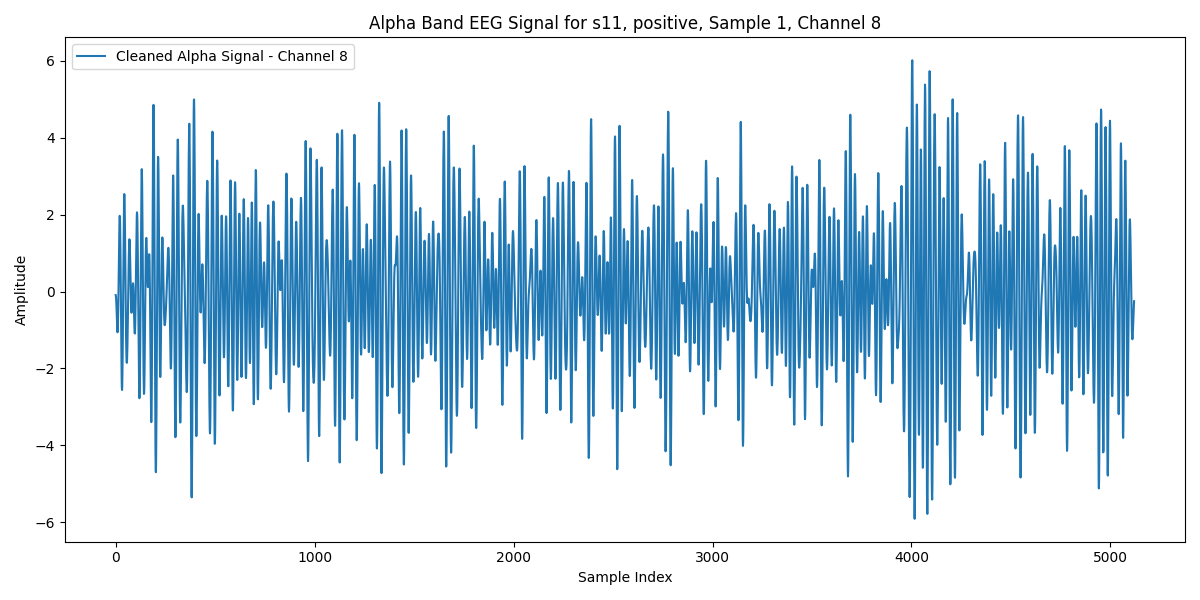 Alpha Band EEG Signal for s11, positive, Sample 1, Channel 8
Cleaned Alpha Signal - Channel 8
Amplitude
6
4
2
0
−2
−4
−6
0 1000 2000 3000 4000 5000
Sample Index